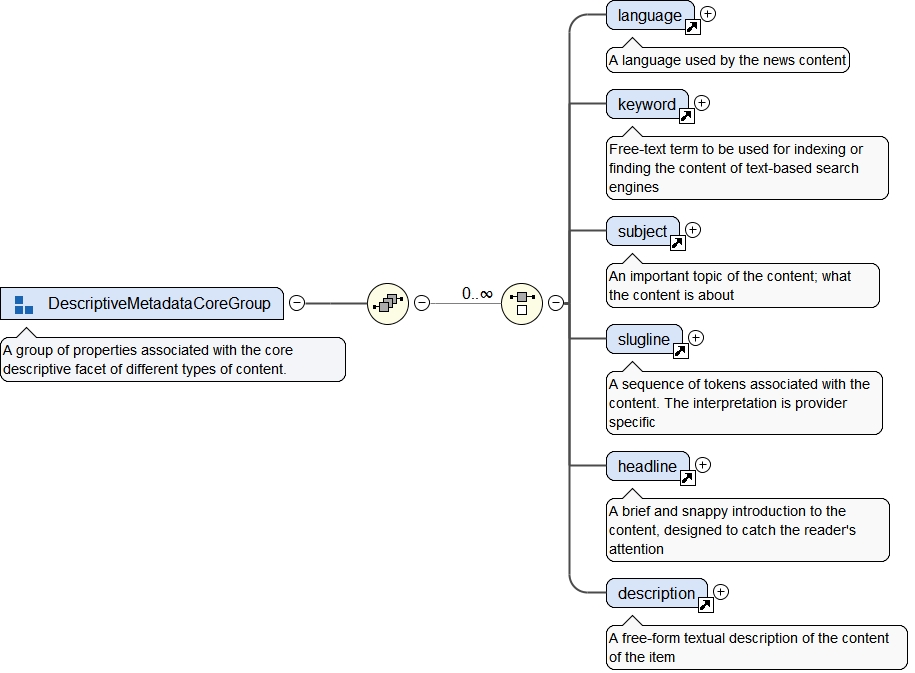 language
A language used by the news content
keyword
Free-text term to be used for indexing or
finding the content of text-based search
engines
subject
An important topic of the content; what
the content is about
DescriptiveMetadataCoreGroup
0..∞
A group of properties associated with the core
descriptive facet of different types of content.
slugline
A sequence of tokens associated with the
content. The interpretation is provider
specific
headline
A brief and snappy introduction to the
content, designed to catch the reader's
attention
description
A free-form textual description of the content
of the item